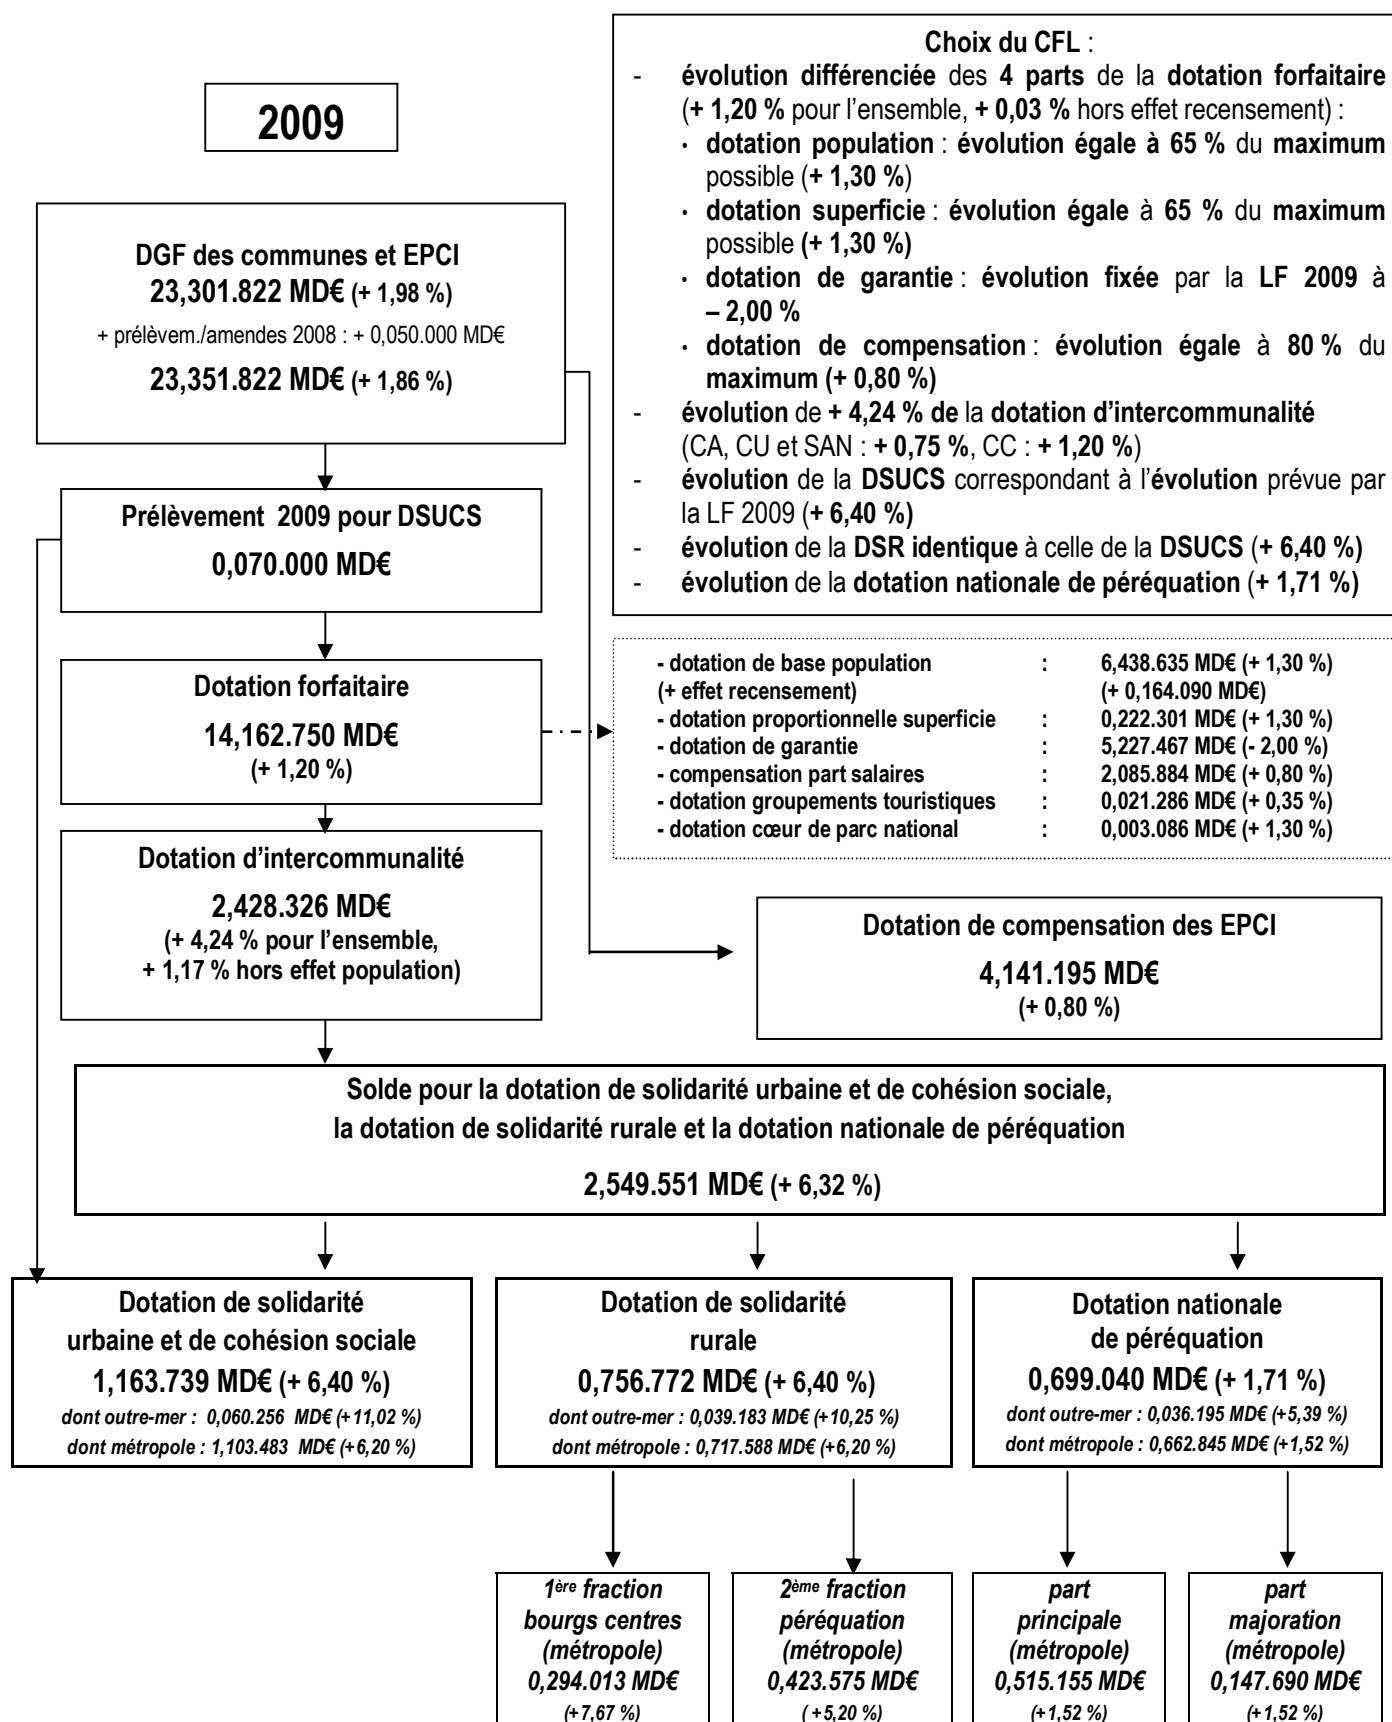 2009
Choix du CFL :
- évolution différenciée des 4 parts de la dotation forfaitaire
(+ 1,20 % pour l’ensemble, + 0,03 % hors effet recensement) :
• dotation population : évolution égale à 65 % du maximum
possible (+ 1,30 %)
• dotation superficie : évolution égale à 65 % du maximum
possible (+ 1,30 %)
• dotation de garantie : évolution fixée par la LF 2009 à
– 2,00 %
• dotation de compensation : évolution égale à 80 % du
maximum (+ 0,80 %)
- évolution de + 4,24 % de la dotation d’intercommunalité
(CA, CU et SAN : + 0,75 %, CC : + 1,20 %)
- évolution de la DSUCS correspondant à l’évolution prévue par
la LF 2009 (+ 6,40 %)
- évolution de la DSR identique à celle de la DSUCS (+ 6,40 %)
- évolution de la dotation nationale de péréquation (+ 1,71 %)
DGF des communes et EPCI
23,301.822 MD€ (+ 1,98 %)
+ prélèvem./amendes 2008 : + 0,050.000 MD€
23,351.822 MD€ (+ 1,86 %)
Prélèvement 2009 pour DSUCS
0,070.000 MD€
Dotation forfaitaire
14,162.750 MD€
(+ 1,20 %)
- dotation de base population : 6,438.635 MD€ (+ 1,30 %)
(+ effet recensement) (+ 0,164.090 MD€)
- dotation proportionnelle superficie : 0,222.301 MD€ (+ 1,30 %)
- dotation de garantie : 5,227.467 MD€ (- 2,00 %)
- compensation part salaires : 2,085.884 MD€ (+ 0,80 %)
- dotation groupements touristiques : 0,021.286 MD€ (+ 0,35 %)
- dotation cœur de parc national : 0,003.086 MD€ (+ 1,30 %)
Dotation d’intercommunalité
2,428.326 MD€
(+ 4,24 % pour l’ensemble,
+ 1,17 % hors effet population)
Dotation de compensation des EPCI
4,141.195 MD€
(+ 0,80 %)
Solde pour la dotation de solidarité urbaine et de cohésion sociale,
la dotation de solidarité rurale et la dotation nationale de péréquation
2,549.551 MD€ (+ 6,32 %)
Dotation de solidarité
urbaine et de cohésion sociale
1,163.739 MD€ (+ 6,40 %)
dont outre-mer : 0,060.256 MD€ (+11,02 %)
dont métropole : 1,103.483 MD€ (+6,20 %)
Dotation de solidarité
rurale
0,756.772 MD€ (+ 6,40 %)
dont outre-mer : 0,039.183 MD€ (+10,25 %)
dont métropole : 0,717.588 MD€ (+6,20 %)
Dotation nationale
de péréquation
0,699.040 MD€ (+ 1,71 %)
dont outre-mer : 0,036.195 MD€ (+5,39 %)
dont métropole : 0,662.845 MD€ (+1,52 %)
1ère fraction
bourgs centres
(métropole)
0,294.013 MD€
(+7,67 %)
2ème fraction
péréquation
(métropole)
0,423.575 MD€
( +5,20 %)
part
principale
(métropole)
0,515.155 MD€
(+1,52 %)
part
majoration
(métropole)
0,147.690 MD€
(+1,52 %)